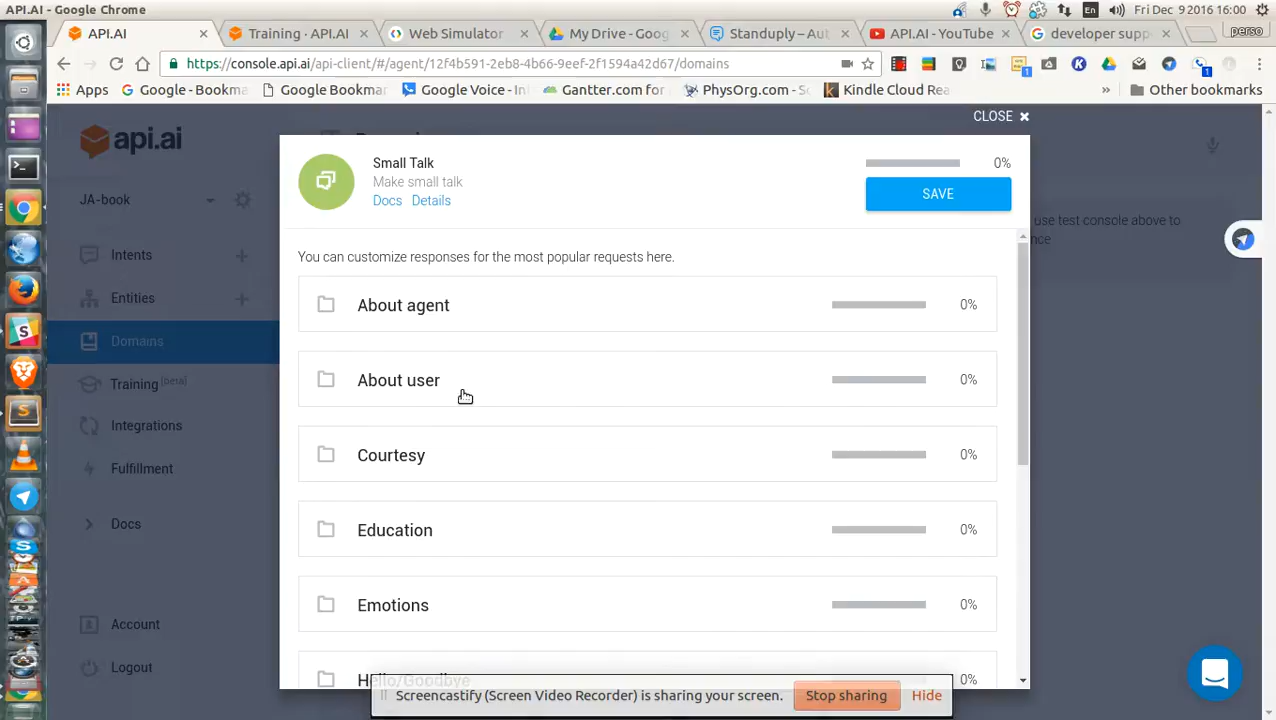 API.AI - Google Chrome
En
Fri Dec 9 2016 16:00
API.AI
Training · API.AI
Web Simulator
My Drive - Goog
Standuply – Aut
API.AI - YouTube
developer supp
perso
https://console.api.ai/api-client/#/agent/12f4b591-2eb8-4b66-9eef-2f1594a42d67/domains
Apps
Google - Bookma
Google Bookmar
Google Voice - In
Gantter.com for
PhysOrg.com - Sc
Kindle Cloud Rea
»
Other bookmarks
CLOSE ×
api.ai
Small Talk
0%
Make small talk
Docs Details
SAVE
JA-book
use test console above to
nce
Intents
Entities
Domains
Training (beta)
Integrations
Fulfillment
Docs
Account
Logout
You can customize responses for the most popular requests here.
About agent 0%
About user 0%
Courtesy 0%
Education 0%
Emotions 0%
Hello/Goodbye 0%
Screencastify (Screen Video Recorder) is sharing your screen.
Stop sharing
Hide